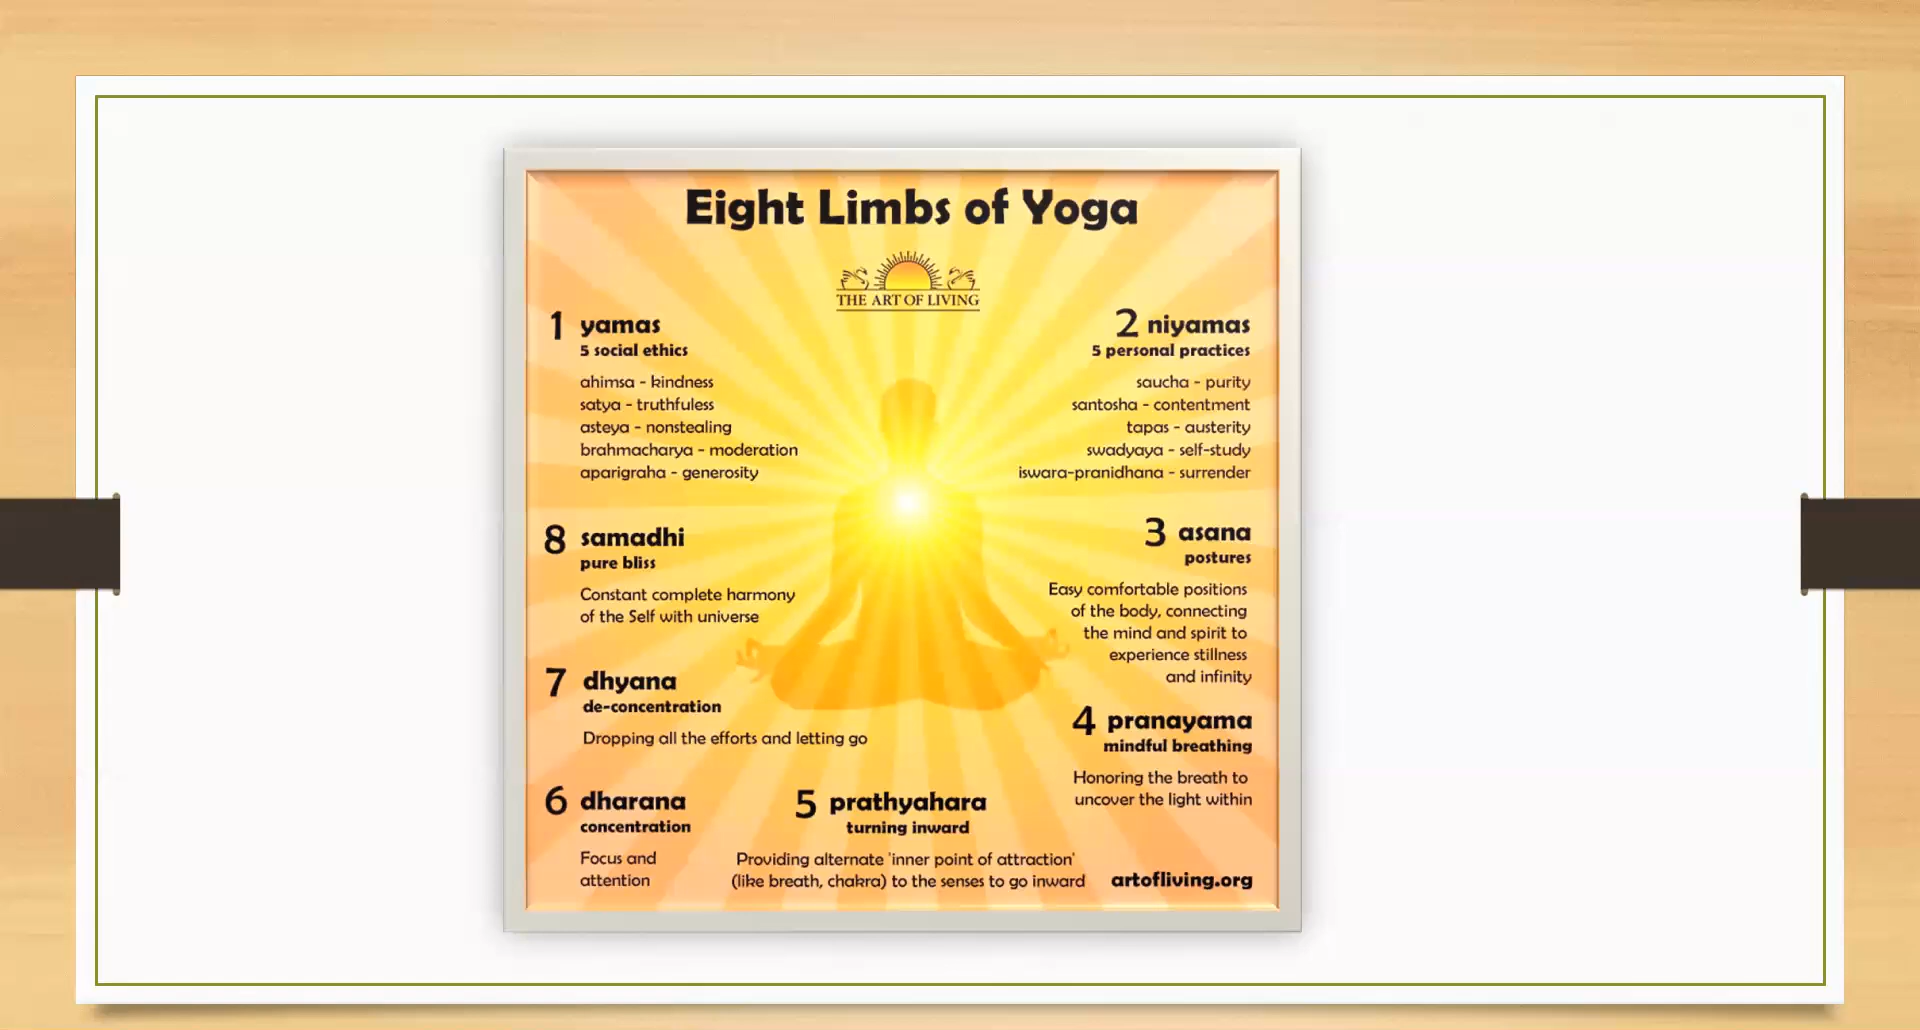 Eight Limbs of Yoga
THE ART OF LIVING
1 yamas
5 social ethics
ahimsa - kindness
satya - truthfuless
asteya - nonstealing
brahmacharya - moderation
aparigraha - generosity
2 niyamas
5 personal practices
saucha - purity
santosha - contentment
tapas - austerity
swadyaya - self-study
iswara-pranidhana - surrender
3 asana
postures
Easy comfortable positions
of the body, connecting
the mind and spirit to
experience stillness
and infinity
4 pranayama
mindful breathing
Honoring the breath to
uncover the light within
5 prathyahara
turning inward
Providing alternate 'inner point of attraction'
(like breath, chakra) to the senses to go inward
6 dharana
concentration
Focus and
attention
7 dhyana
de-concentration
Dropping all the efforts and letting go
8 samadhi
pure bliss
Constant complete harmony
of the Self with universe
artofliving.org